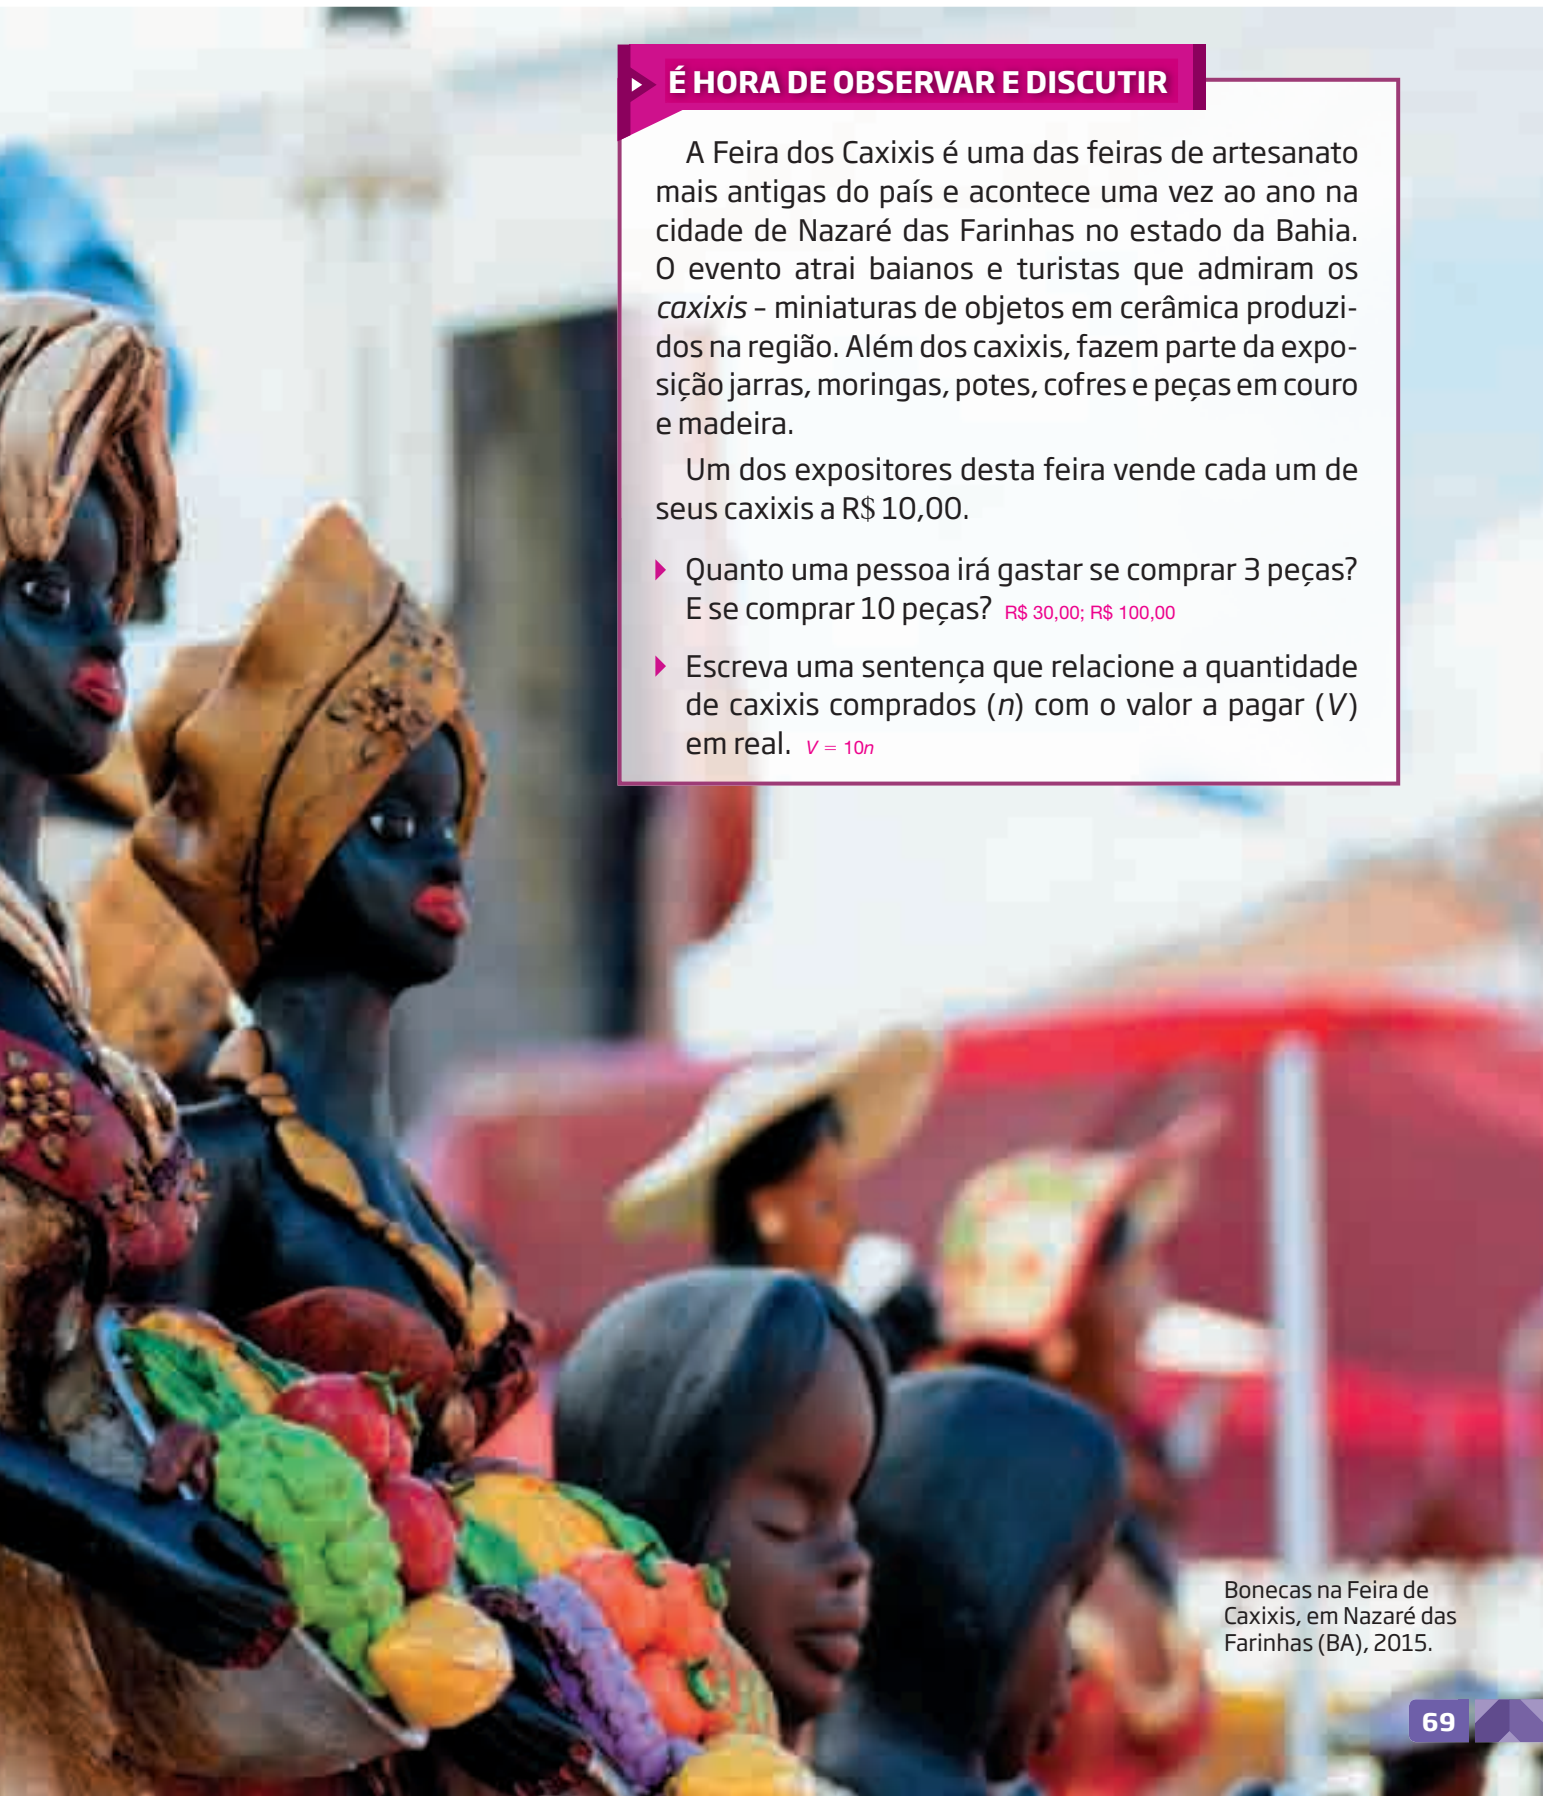 É HORA DE OBSERVAR E DISCUTIR
A Feira dos Caxixis é uma das feiras de artesanato
mais antigas do país e acontece uma vez ao ano na
cidade de Nazaré das Farinhas no estado da Bahia.
O evento atrai baianos e turistas que admiram os
caxixis – miniaturas de objetos em cerâmica produzi-
dos na região. Além dos caxixis, fazem parte da expo-
sição jarras, moringas, potes, cofres e peças em couro
e madeira.
Um dos expositores desta feira vende cada um de
seus caxixis a R$ 10,00.
Quanto uma pessoa irá gastar se comprar 3 peças?
E se comprar 10 peças? R$ 30,00; R$ 100,00
Escreva uma sentença que relacione a quantidade
de caxixis comprados (n) com o valor a pagar (V)
em real. V = 10n
Bonecas na Feira de
Caxixis, em Nazaré das
Farinhas (BA), 2015.
69